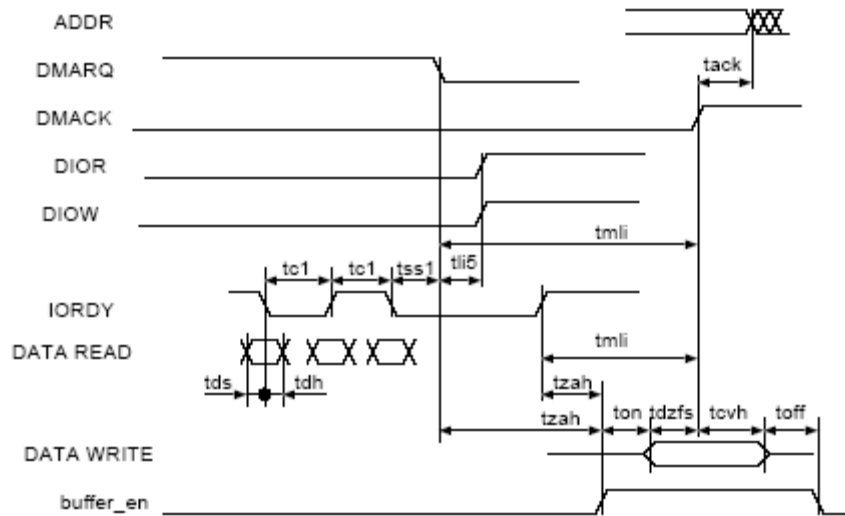 ADDR
DMARQ
tack
DMACK
DIOR
DIOW
tmli
tc1 tc1 tss1 tli5
IORDY
DATA READ
tmli
tds tdh
tzah
tzah ton tdzfs tcvh toff
DATA WRITE
buffer_en